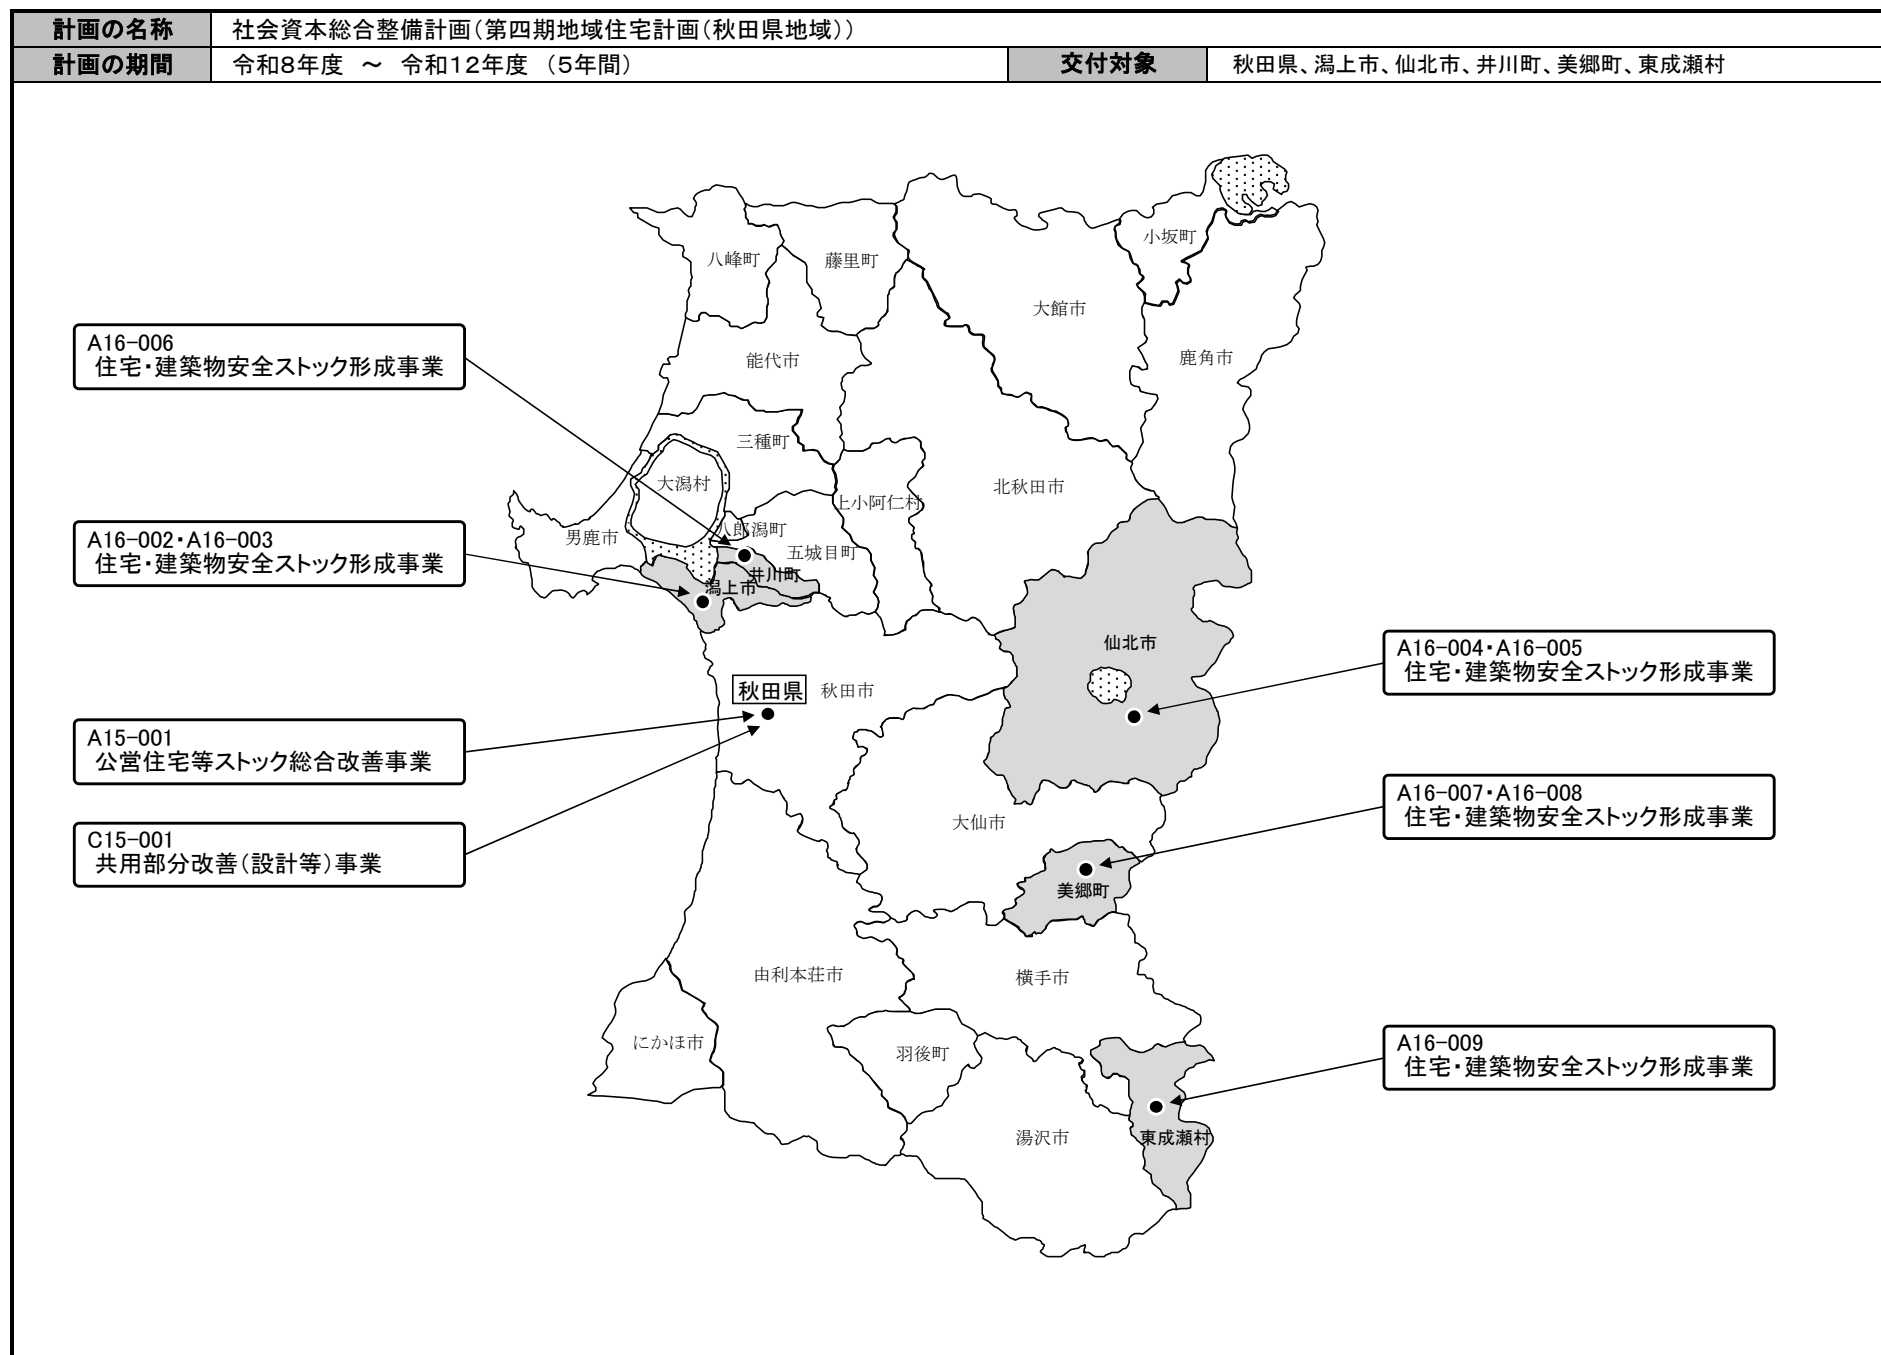 計画の名称 社会資本総合整備計画(第四期地域住宅計画(秋田県地域))
計画の期間 令和8年度 ～ 令和12年度 (5年間) 交付対象 秋田県、潟上市、仙北市、井川町、美郷町、東成瀬村
小坂町
八峰町
藤里町
大館市
鹿角市
A16-006
住宅・建築物安全ストック形成事業
能代市
三種町
大潟村
北秋田市
上小阿仁村
八郎潟町
男鹿市
五城目町
A16-002・A16-003
住宅・建築物安全ストック形成事業
井川町
潟上市
仙北市
A16-004・A16-005
住宅・建築物安全ストック形成事業
秋田県
秋田市
A15-001
公営住宅等ストック総合改善事業
A16-007・A16-008
住宅・建築物安全ストック形成事業
大仙市
C15-001
共用部分改善(設計等)事業
美郷町
由利本荘市
横手市
にかほ市
羽後町
A16-009
住宅・建築物安全ストック形成事業
湯沢市
東成瀬村